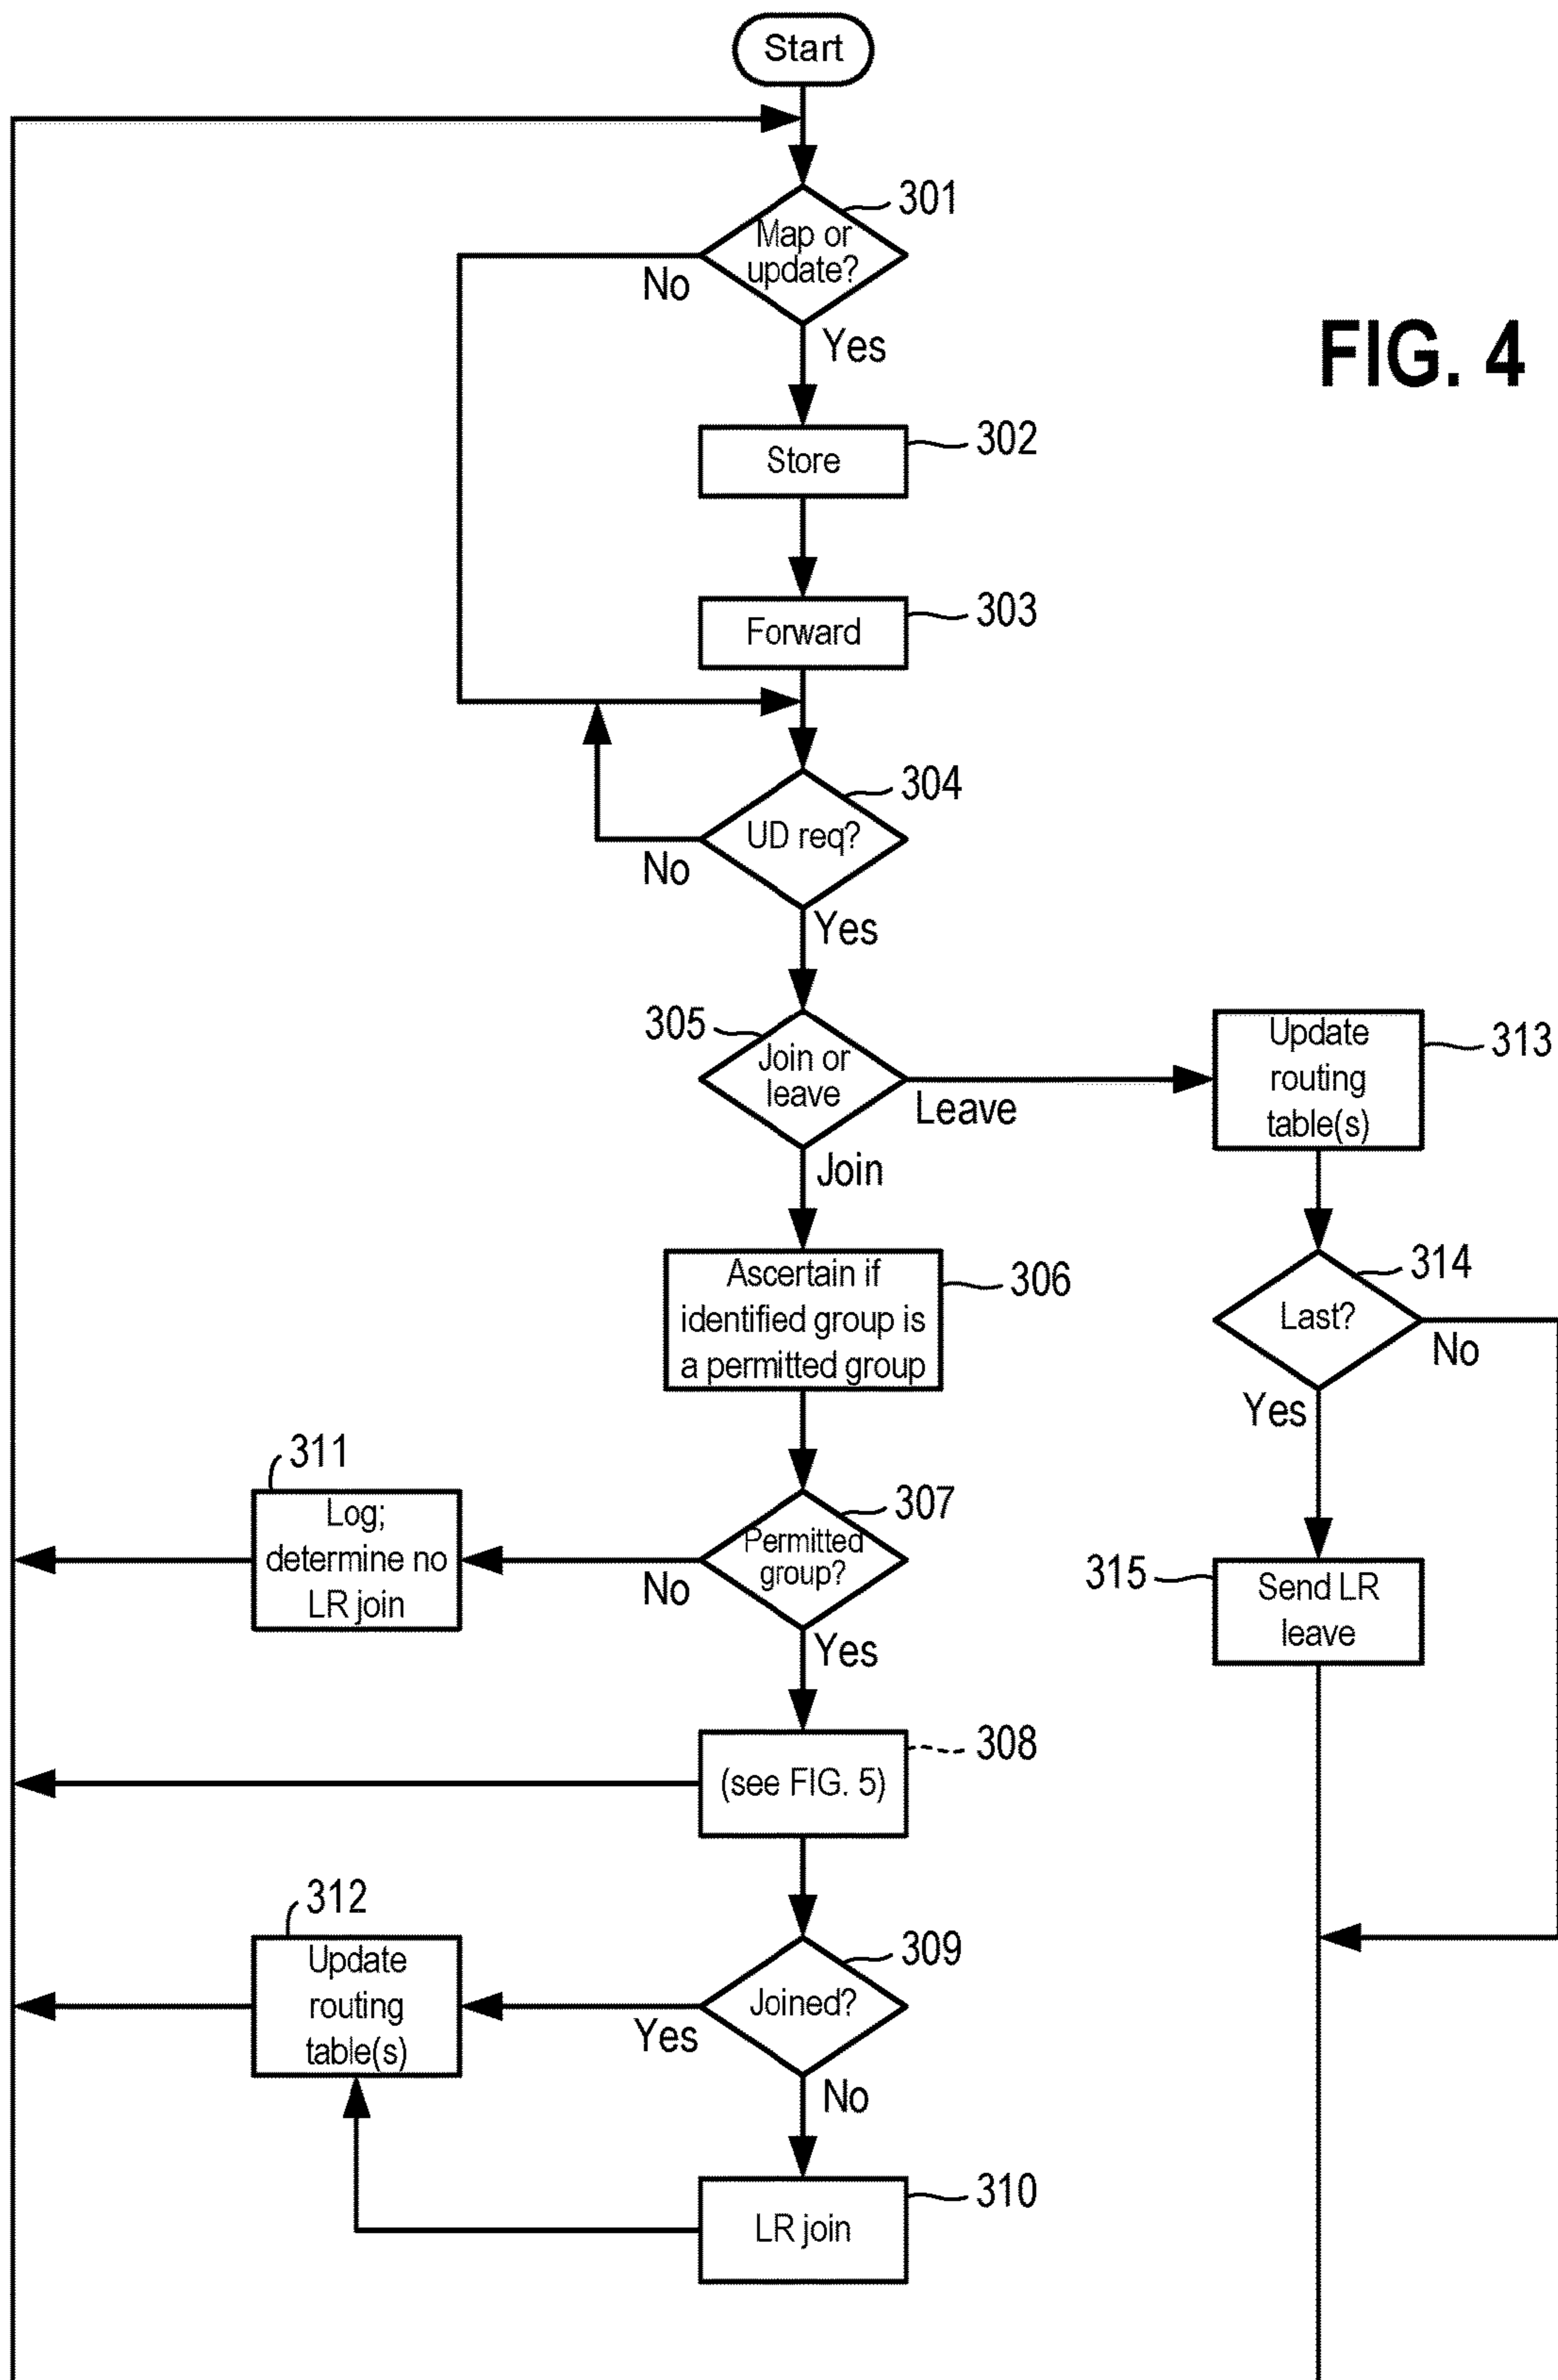 Start
301
Map or
update?
No
Yes
FIG. 4
302
Store
303
Forward
304
UD req?
No
Yes
305
Join or
leave
Leave
Join
Update
routing
table(s)
313
306
Ascertain if
identified group is
a permitted group
314
Last?
No
Yes
311
Log;
determine no
LR join
307
Permitted
group?
No
Yes
315
Send LR
leave
308
(see FIG. 5)
312
Update
routing
table(s)
309
Joined?
Yes
No
310
LR join